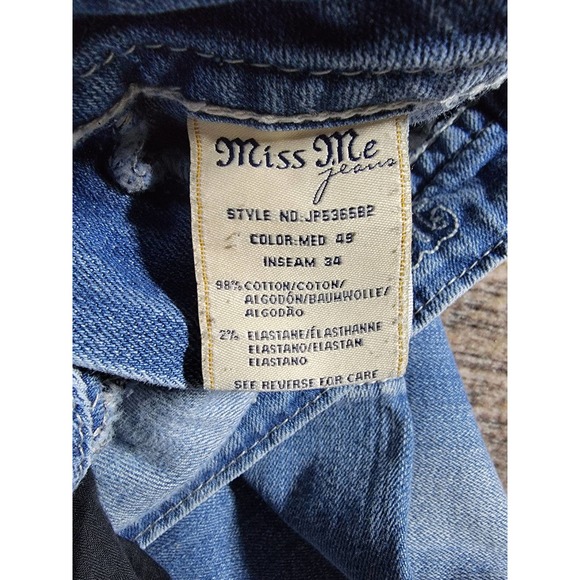 Miss Me
jeans
STYLE NO:JP5365B2
COLOR:MED 49
INSEAM 34
98% COTTON/COTON/
ALGODÓN/BAUMWOLLE/
ALGODÃO
2% ELASTANE/ÉLASTHANNE
ELASTANO/ELASTAN
ELASTANO
SEE REVERSE FOR CARE